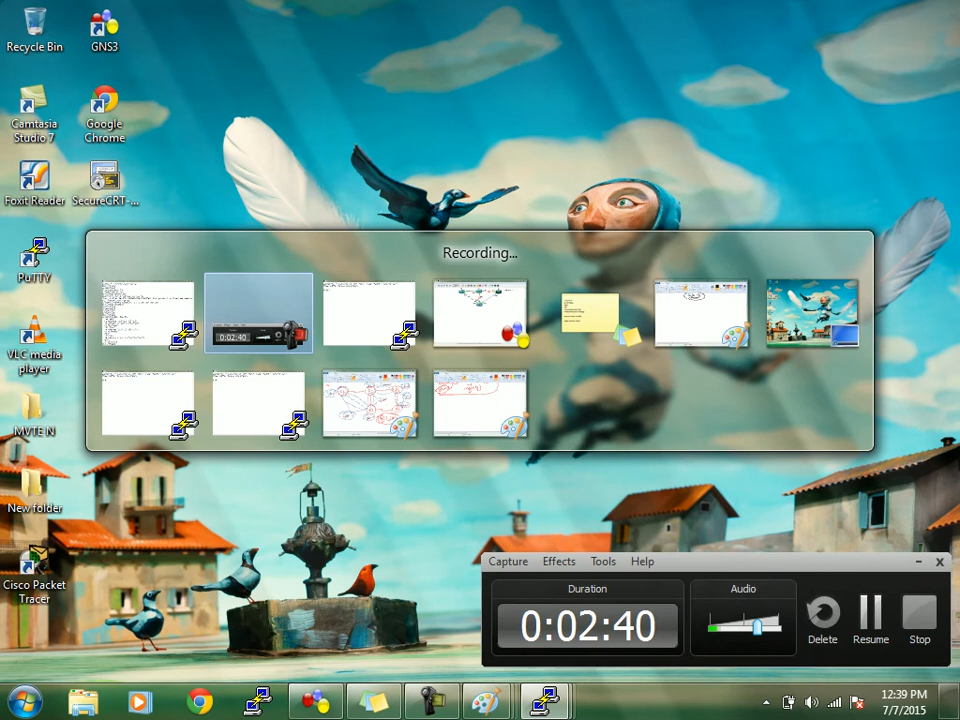 Recycle Bin
GNS3
Camtasia
Studio 7
Google
Chrome
Foxit Reader
SecureCRT-...
PuTTY
VLC media
player
MVTE N
New folder
Cisco Packet
Tracer
Recording...
0:02:40
Capture Effects Tools Help
Duration
Audio
0:02:40
Delete
Resume
Stop
12:39 PM
7/7/2015